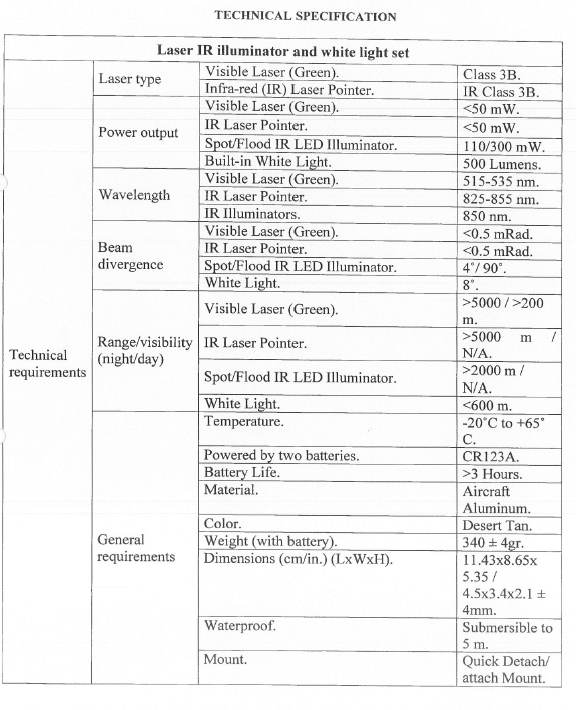 TECHNICAL SPECIFICATION
Laser IR illuminator and white light set
Technical
requirements
Laser type
Visible Laser (Green).
Class 3B.
Infra-red (IR) Laser Pointer.
IR Class 3B.
Power output
Visible Laser (Green).
<50 mW.
IR Laser Pointer.
<50 mW.
Spot/Flood IR LED Illuminator.
110/300 mW.
Built-in White Light.
500 Lumens.
Wavelength
Visible Laser (Green).
515-535 nm.
IR Laser Pointer.
825-855 nm.
IR Illuminators.
850 nm.
Beam
divergence
Visible Laser (Green).
<0.5 mRad.
IR Laser Pointer.
<0.5 mRad.
Spot/Flood IR LED Illuminator.
4°/ 90°.
White Light.
8°.
Range/visibility
(night/day)
Visible Laser (Green).
>5000 / >200
m.
IR Laser Pointer.
>5000 m /
N/A.
Spot/Flood IR LED Illuminator.
>2000 m /
N/A.
White Light.
<600 m.
General
requirements
Temperature.
-20°C to +65°
C.
Powered by two batteries.
CR123A.
Battery Life.
>3 Hours.
Material.
Aircraft
Aluminum.
Color.
Desert Tan.
Weight (with battery).
340 ± 4gr.
Dimensions (cm/in.) (LxWxH).
11.43x8.65x
5.35 /
4.5x3.4x2.1 ±
4mm.
Waterproof.
Submersible to
5 m.
Mount.
Quick Detach/
attach Mount.